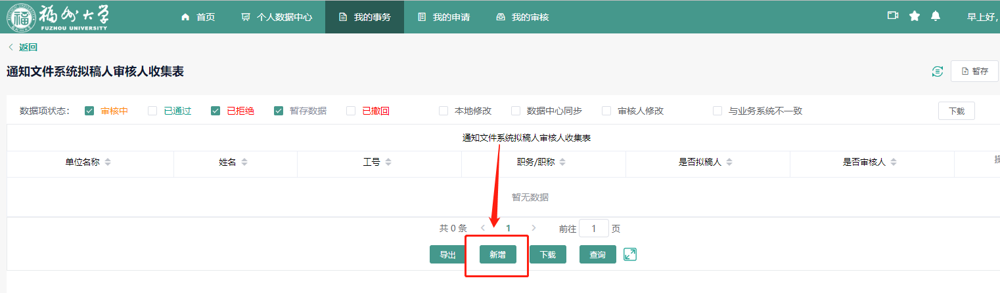 福州大学
FUZHOU UNIVERSITY
首页 个人数据中心 我的事务 我的申请 我的审核 早上好,
返回
通知文件系统拟稿人审核人收集表 暂存
数据项状态： 审核中 已通过 已拒绝 暂存数据 已撤回 本地修改 数据中心同步 审核人修改 与业务系统不一致 下载
通知文件系统拟稿人审核人收集表
单位名称 姓名 工号 职务/职称 是否拟稿人 是否审核人
暂无数据
共 0 条 1 前往 1 页
导出 新增 下载 查询